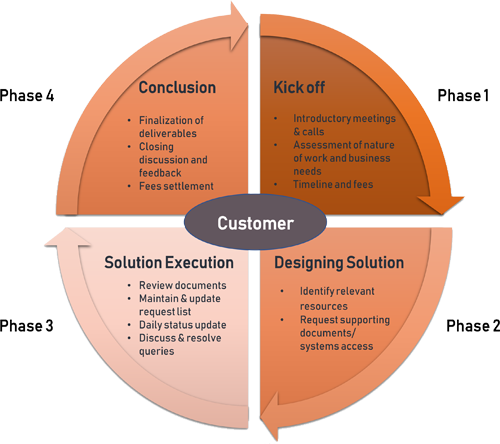 Phase 1
Kick off
• Introductory meetings
& calls
• Assessment of nature
of work and business
needs
• Timeline and fees
Phase 2
Designing Solution
• Identify relevant
resources
• Request supporting
documents/
systems access
Phase 3
Solution Execution
• Review documents
• Maintain & update
request list
• Daily status update
• Discuss & resolve
queries
Phase 4
Conclusion
• Finalization of
deliverables
• Closing
discussion and
feedback
• Fees settlement
Customer